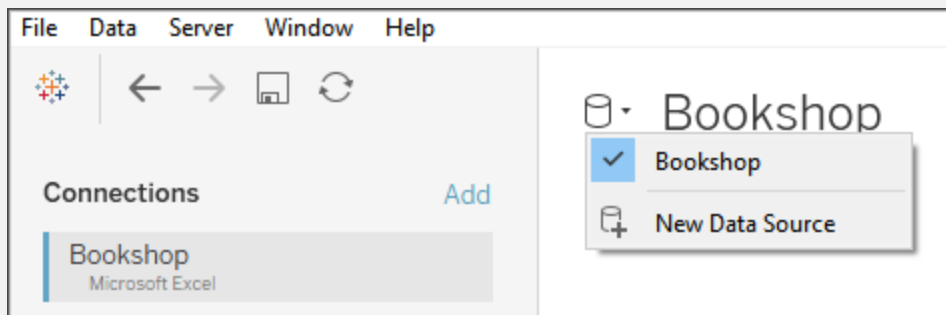 File Data Server Window Help
Bookshop
Bookshop
New Data Source
Connections Add
Bookshop
Microsoft Excel